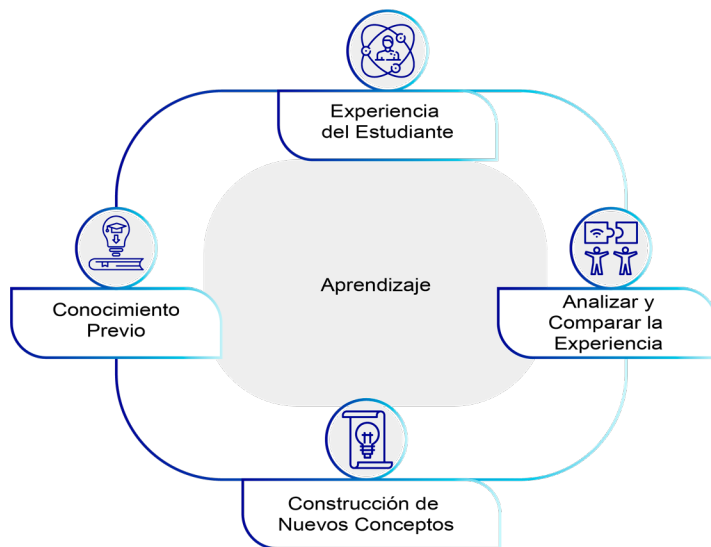 Experiencia
del Estudiante
Conocimiento
Previo
Aprendizaje
Analizar y
Comparar la
Experiencia
Construcción de
Nuevos Conceptos